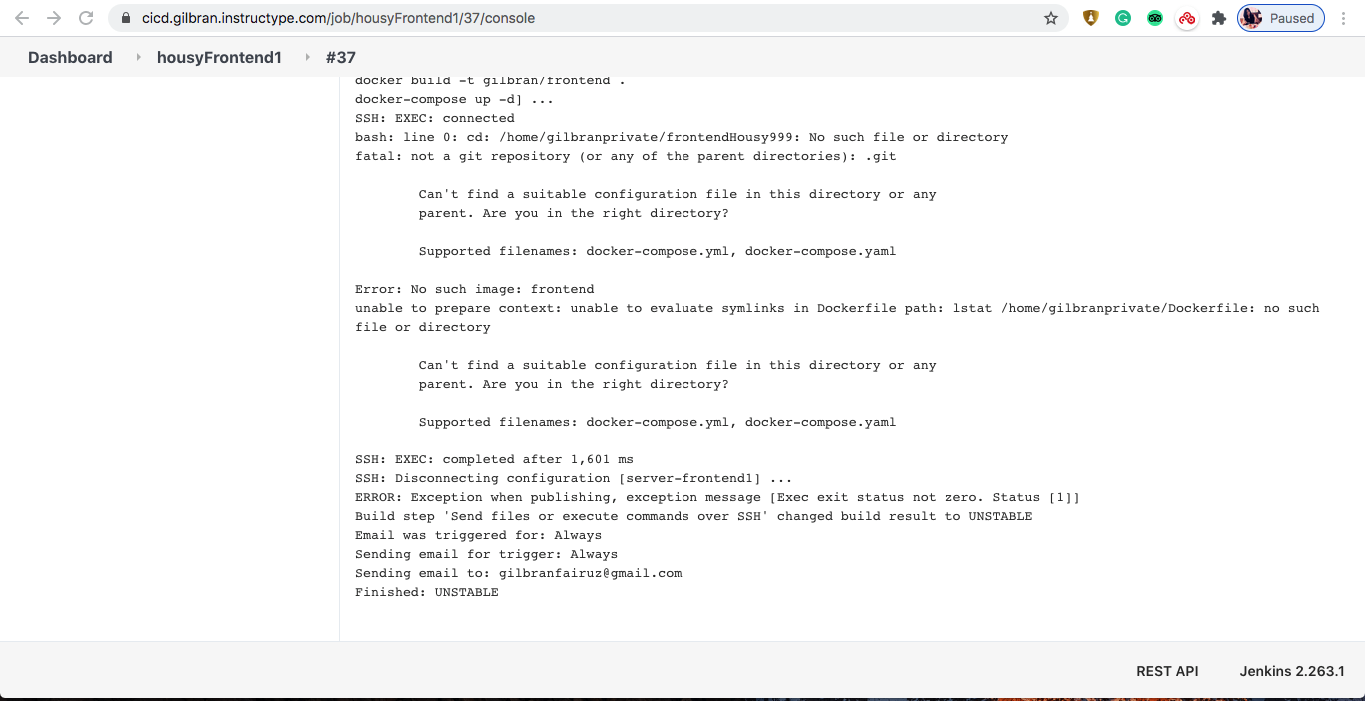 cicd.gilbran.instructype.com/job/housyFrontend1/37/console
Paused
Dashboard housyFrontend1 #37
docker build -t gilbran/frontend .
docker-compose up -d] ...
SSH: EXEC: connected
bash: line 0: cd: /home/gilbranprivate/frontendHousy999: No such file or directory
fatal: not a git repository (or any of the parent directories): .git
Can't find a suitable configuration file in this directory or any
parent. Are you in the right directory?
Supported filenames: docker-compose.yml, docker-compose.yaml
Error: No such image: frontend
unable to prepare context: unable to evaluate symlinks in Dockerfile path: lstat /home/gilbranprivate/Dockerfile: no such
file or directory
Can't find a suitable configuration file in this directory or any
parent. Are you in the right directory?
Supported filenames: docker-compose.yml, docker-compose.yaml
SSH: EXEC: completed after 1,601 ms
SSH: Disconnecting configuration [server-frontend1] ...
ERROR: Exception when publishing, exception message [Exec exit status not zero. Status [1]]
Build step 'Send files or execute commands over SSH' changed build result to UNSTABLE
Email was triggered for: Always
Sending email for trigger: Always
Sending email to: gilbranfairuz@gmail.com
Finished: UNSTABLE
REST API Jenkins 2.263.1